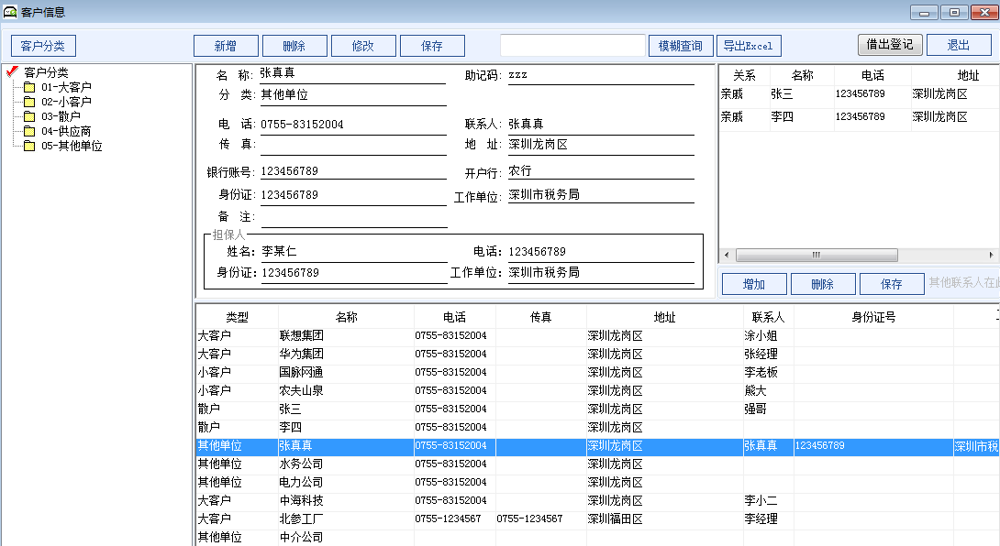 客户信息
客户分类 新增 删除 修改 保存 模糊查询 导出Excel 借出登记 退出
客户分类
01-大客户
02-小客户
03-散户
04-供应商
05-其他单位
名 称: 张真真 助记码: zzz
分 类: 其他单位
电 话: 0755-83152004 联系人: 张真真
传 真: 地 址: 深圳龙岗区
银行账号: 123456789 开户行: 农行
身份证: 123456789 工作单位: 深圳市税务局
备 注:
担保人
姓名: 李某仁 电话: 123456789
身份证: 123456789 工作单位: 深圳市税务局
关系 名称 电话 地址
亲戚 张三 123456789 深圳龙岗区
亲戚 李四 123456789 深圳龙岗区
增加 删除 保存 其他联系人在
类型 名称 电话 传真 地址 联系人 身份证号
大客户 联想集团 0755-83152004 深圳龙岗区 涂小姐
大客户 华为集团 0755-83152004 深圳龙岗区 张经理
小客户 国脉网通 0755-83152004 深圳龙岗区 李老板
小客户 农夫山泉 0755-83152004 深圳龙岗区 熊大
散户 张三 0755-83152004 深圳龙岗区 强哥
散户 李四 0755-83152004 深圳龙岗区
其他单位 张真真 0755-83152004 深圳龙岗区 张真真 123456789 深圳市税
其他单位 水务公司 0755-83152004 深圳龙岗区
其他单位 电力公司 0755-83152004 深圳龙岗区
大客户 中海科技 0755-83152004 深圳龙岗区 李小二
大客户 北参工厂 0755-1234567 0755-1234567 深圳福田区 李经理
其他单位 中介公司